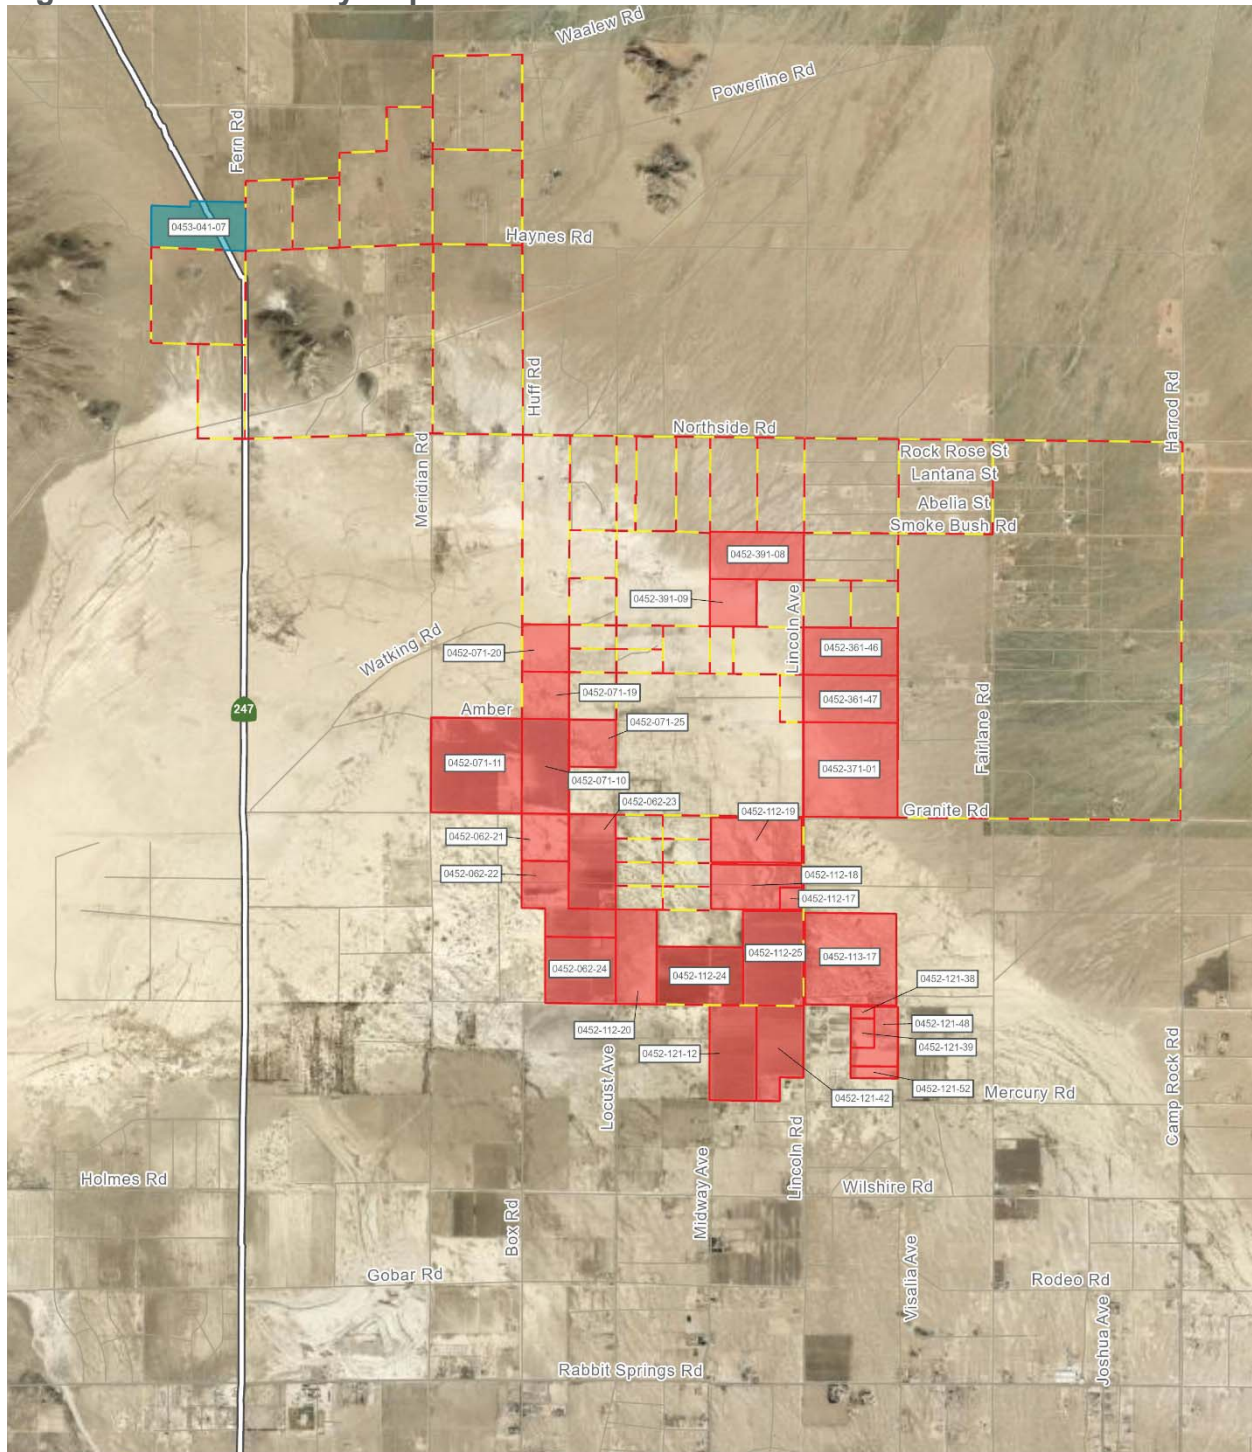 Waalew Rd
Powerline Rd
Fern Rd
0453-041-07
Haynes Rd
Huff Rd
Harrod Rd
Northside Rd
Meridian Rd
Rock Rose St
Lantana St
Abelia St
Smoke Bush Rd
0452-391-08
0452-391-09
Lincoln Ave
Watking Rd
0452-071-20
0452-361-46
0452-071-19
0452-361-47
Amber
247
0452-071-25
Fairlane Rd
0452-071-11
0452-371-01
0452-071-10
0452-062-23
0452-112-19
Granite Rd
0452-062-21
0452-062-22
0452-112-18
0452-112-17
0452-112-25
0452-113-17
0452-062-24
0452-112-24
0452-121-38
0452-121-48
0452-112-20
0452-121-39
0452-121-12
0452-121-52
0452-121-42
Mercury Rd
Locust Ave
Camp Rock Rd
Holmes Rd
Midway Ave
Lincoln Rd
Wilshire Rd
Box Rd
Visalia Ave
Gobar Rd
Rodeo Rd
Joshua Ave
Rabbit Springs Rd